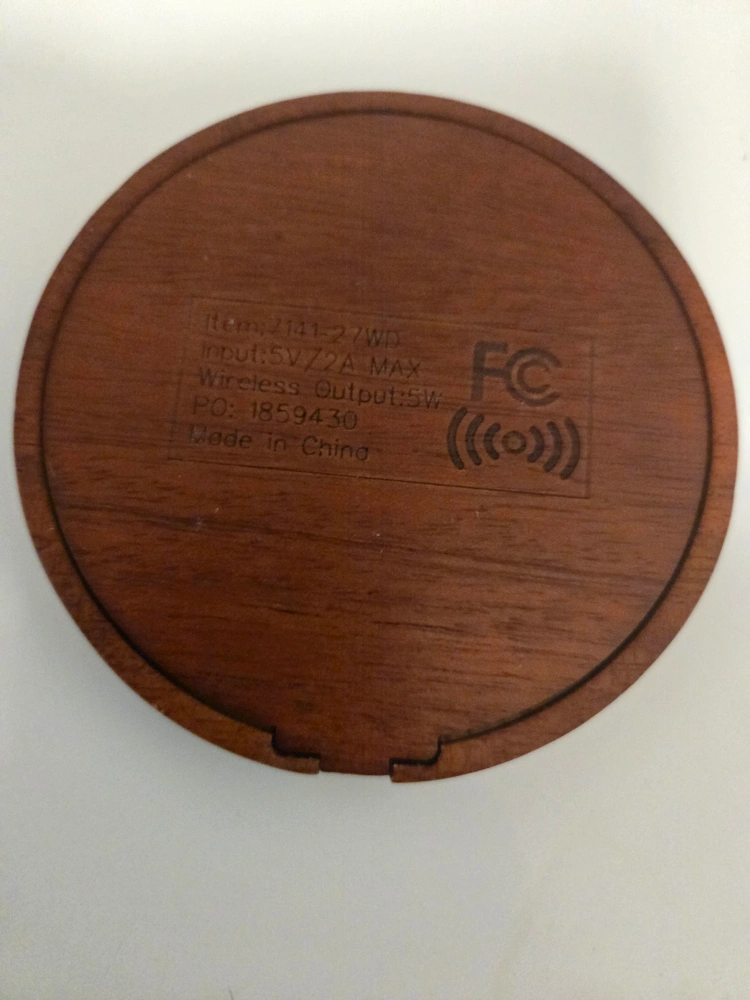 Item:7141-27WD
Input:5V/2A MAX
Wireless Output:5W
PO: 1859430
Made in China
FC